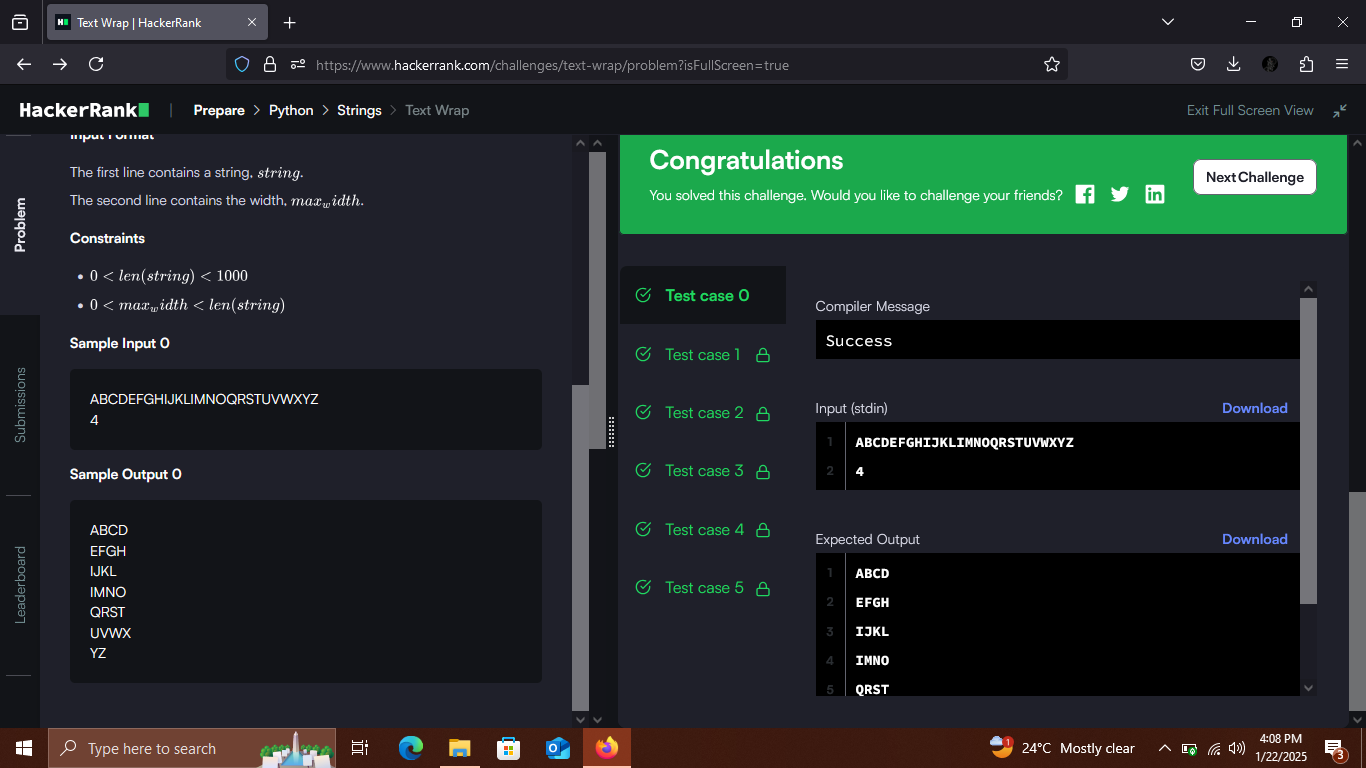 Text Wrap | HackerRank
https://www.hackerrank.com/challenges/text-wrap/problem?isFullScreen=true
HackerRank
Prepare > Python > Strings > Text Wrap
Exit Full Screen View
Problem
Submissions
Leaderboard
Input Format
The first line contains a string, string.
The second line contains the width, max_width.
Constraints
• 0 < len(string) < 1000
• 0 < max_width < len(string)
Sample Input 0
ABCDEFGHIJKLIMNOQRSTUVWXYZ
4
Sample Output 0
ABCD
EFGH
IJKL
IMNO
QRST
UVWX
YZ
Congratulations
You solved this challenge. Would you like to challenge your friends?
Next Challenge
Test case 0
Test case 1
Test case 2
Test case 3
Test case 4
Test case 5
Compiler Message
Success
Input (stdin)
Download
1 ABCDEFGHIJKLIMNOQRSTUVWXYZ
2 4
Expected Output
Download
1 ABCD
2 EFGH
3 IJKL
4 IMNO
5 QRST
Type here to search
1
24°C Mostly clear
4:08 PM
1/22/2025
3